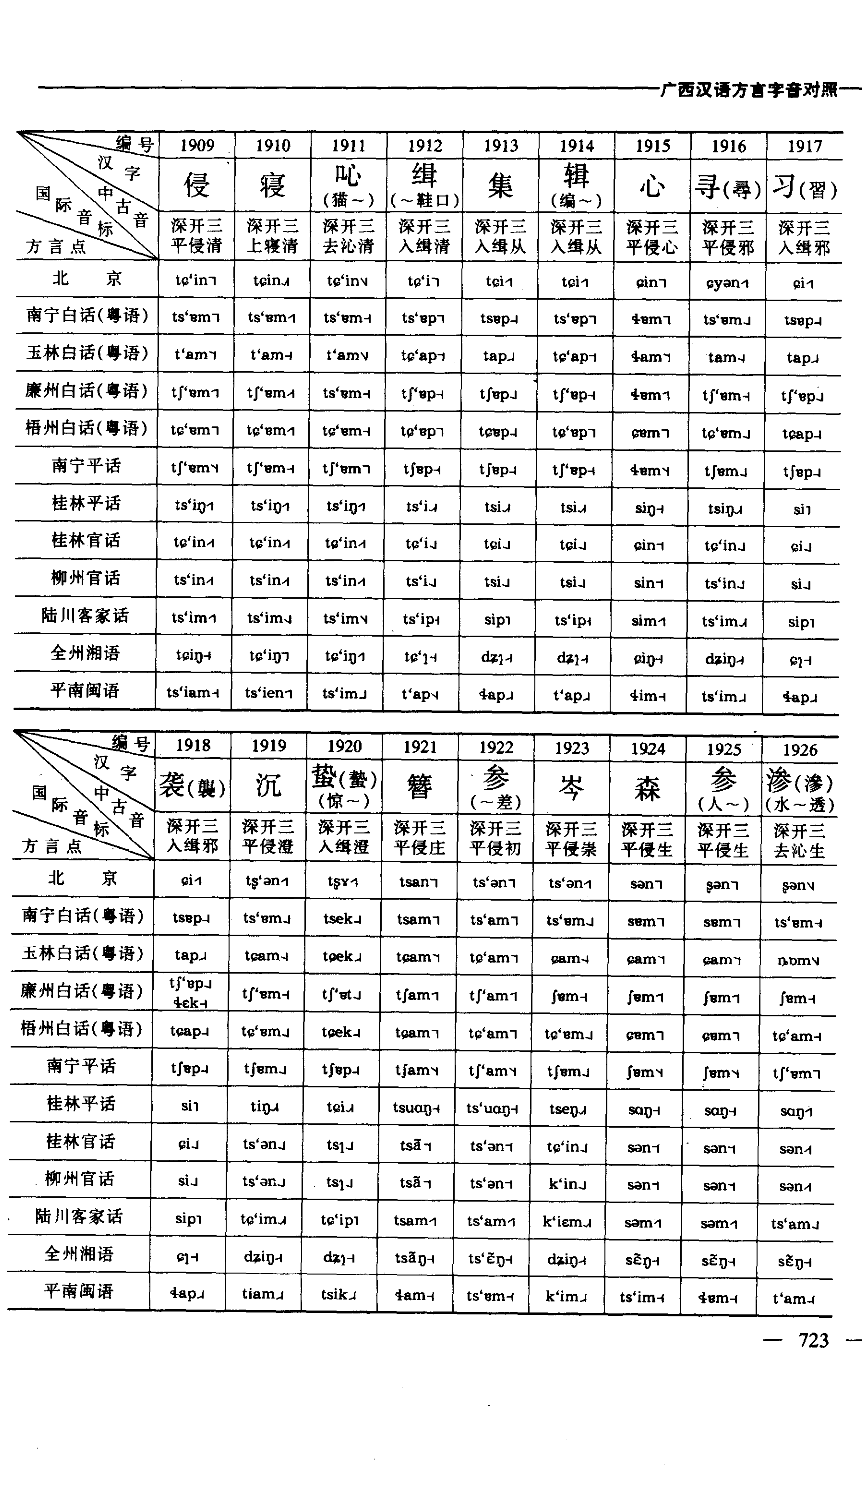 广西汉语方言字音对照
编号 1909 1910 1911 1912 1913 1914 1915 1916 1917
汉字 侵 寝 吣(猫~) 缉(~鞋口) 集 辑(编~) 心 寻(尋) 习(習)
国际音标 中古音 深开三 深开三 深开三 深开三 深开三 深开三 深开三 深开三 深开三
方言点 平侵清 上寝清 去沁清 入缉清 入缉从 入缉从 平侵心 平侵邪 入缉邪
北京 tɕ‘in˥ tɕin tɕ‘in tɕ‘i˥ tɕi tɕi ɕin˥ ɕyən ɕi
南宁白话(粤语) ts‘ɐm˥ ts‘ɐm ts‘ɐm ts‘ɐp˥ tsɐp ts‘ɐp˥ ɬɐm˥ ts‘ɐm tsɐp
玉林白话(粤语) t‘am t‘am t‘am tɕ‘ap tap tɕ‘ap ɬam tam tap
廉州白话(粤语) tʃ‘ɐm tʃ‘ɐm ts‘ɐm tʃ‘ɐp tʃɐp tʃ‘ɐp ɬɐm tʃ‘ɐm tʃ‘ɐp
梧州白话(粤语) tɕ‘ɐm tɕ‘ɐm tɕ‘ɐm tɕ‘ɐp tɕɐp tɕ‘ɐp ɕɐm tɕ‘ɐm tɕap
南宁平话 tʃ‘ɐm tʃ‘ɐm tʃ‘ɐm tʃɐp tʃɐp tʃ‘ɐp ɬɐm tʃɐm tʃɐp
桂林平话 ts‘iŋ ts‘iŋ ts‘iŋ ts‘i tsi tsi siŋ tsiŋ si
桂林官话 tɕ‘in tɕ‘in tɕ‘in tɕ‘i tɕi tɕi ɕin tɕ‘in ɕi
柳州官话 ts‘in ts‘in ts‘in ts‘i tsi tsi sin ts‘in si
陆川客家话 ts‘im ts‘im ts‘im ts‘ip sip ts‘ip sim ts‘im sip
全州湘语 tɕiŋ tɕ‘iŋ tɕ‘iŋ tɕ‘ʅ dʑʅ dʑʅ ɕiŋ dʑiŋ ɕʅ
平南闽语 ts‘iam ts‘ien ts‘im t‘ap ɬap t‘ap ɬim ts‘im ɬap
编号 1918 1919 1920 1921 1922 1923 1924 1925 1926
汉字 袭(襲) 沉 蛰(蟄)(惊~) 簪 参(~差) 岑 森 参(人~) 渗(滲)(水~透)
国际音标 中古音 深开三 深开三 深开三 深开三 深开三 深开三 深开三 深开三 深开三
方言点 入缉邪 平侵澄 入缉澄 平侵庄 平侵初 平侵崇 平侵生 平侵生 去沁生
北京 ɕi tʂ‘ən tʂɤ tsan ts‘ən ts‘ən sən ʂən ʂən
南宁白话(粤语) tsɐp ts‘ɐm tsek tsam ts‘am ts‘ɐm sɐm sɐm ts‘ɐm
玉林白话(粤语) tap tɕam tɕek tɕam tɕ‘am ɕam ɕam ɕam
廉州白话(粤语) tʃ‘ɐp ɬɛk tʃ‘ɐm tʃ‘ɐt tʃam tʃ‘am ʃɐm ʃɐm ʃɐm ʃɐm
梧州白话(粤语) tɕap tɕ‘ɐm tɕek tɕam tɕ‘am tɕ‘ɐm ɕɐm ɕɐm tɕ‘am
南宁平话 tʃɐp tʃɐm tʃɐp tʃam tʃ‘am tʃɐm ʃɐm ʃɐm tʃ‘ɐm
桂林平话 si tiŋ tɕi tsuɑŋ ts‘uɑŋ tseŋ sɑŋ sɑŋ sɑŋ
桂林官话 ɕi ts‘ən tsʅ tsã ts‘ən tɕ‘in sən sən sən
柳州官话 si ts‘ən tsʅ tsã ts‘ən k‘in sən sən sən
陆川客家话 sip tɕ‘im tɕ‘ip tsam ts‘am k‘iɛm səm səm ts‘am
全州湘语 ɕʅ dʑiŋ dʑʅ tsãŋ ts‘ɛ̃ŋ dʑiŋ sɛ̃ŋ sɛ̃ŋ sɛ̃ŋ
平南闽语 ɬap tiam tsik ɬam ts‘ɐm k‘im ts‘im ɬɐm t‘am
— 723 —